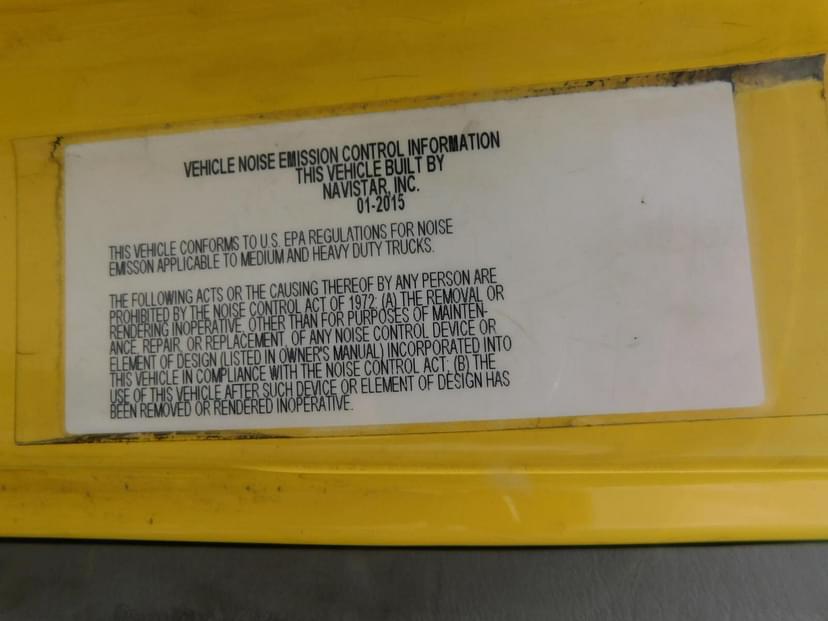 VEHICLE NOISE EMISSION CONTROL INFORMATION
THIS VEHICLE BUILT BY
NAVISTAR, INC.
01-2015
THIS VEHICLE CONFORMS TO U.S. EPA REGULATIONS FOR NOISE
EMISSON APPLICABLE TO MEDIUM AND HEAVY DUTY TRUCKS.
THE FOLLOWING ACTS OR THE CAUSING THEREOF BY ANY PERSON ARE
PROHIBITED BY THE NOISE CONTROL ACT OF 1972: (A) THE REMOVAL OR
RENDERING INOPERATIVE, OTHER THAN FOR PURPOSES OF MAINTEN-
ANCE, REPAIR, OR REPLACEMENT, OF ANY NOISE CONTROL DEVICE OR
ELEMENT OF DESIGN (LISTED IN OWNER'S MANUAL) INCORPORATED INTO
THIS VEHICLE IN COMPLIANCE WITH THE NOISE CONTROL ACT. (B) THE
USE OF THIS VEHICLE AFTER SUCH DEVICE OR ELEMENT OF DESIGN HAS
BEEN REMOVED OR RENDERED INOPERATIVE.